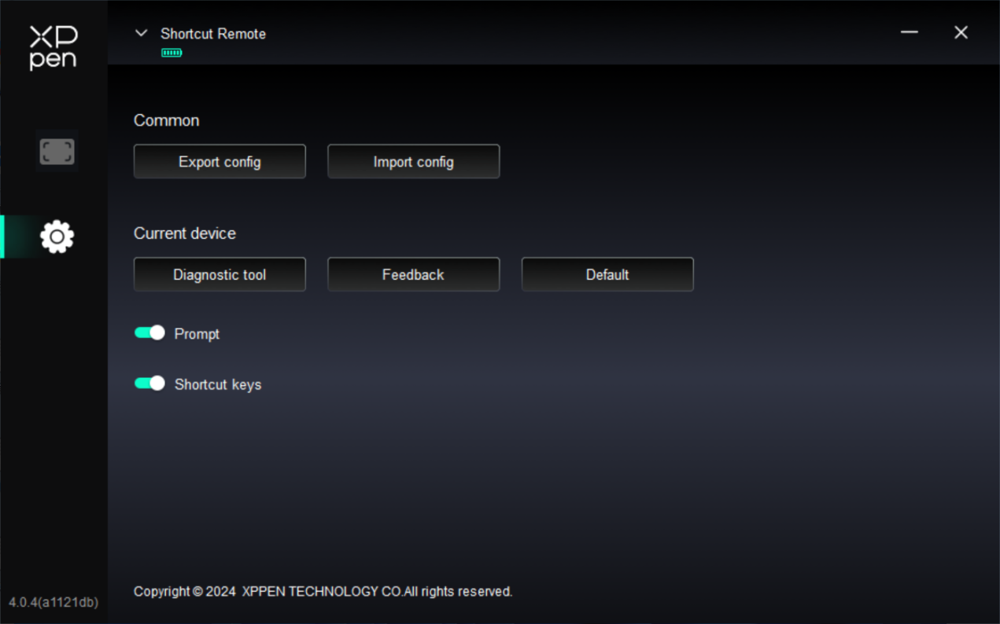 XP
pen
Shortcut Remote
Common
Export config
Import config
Current device
Diagnostic tool
Feedback
Default
Prompt
Shortcut keys
Copyright © 2024 XPPEN TECHNOLOGY CO.All rights reserved.
4.0.4(a1121db)